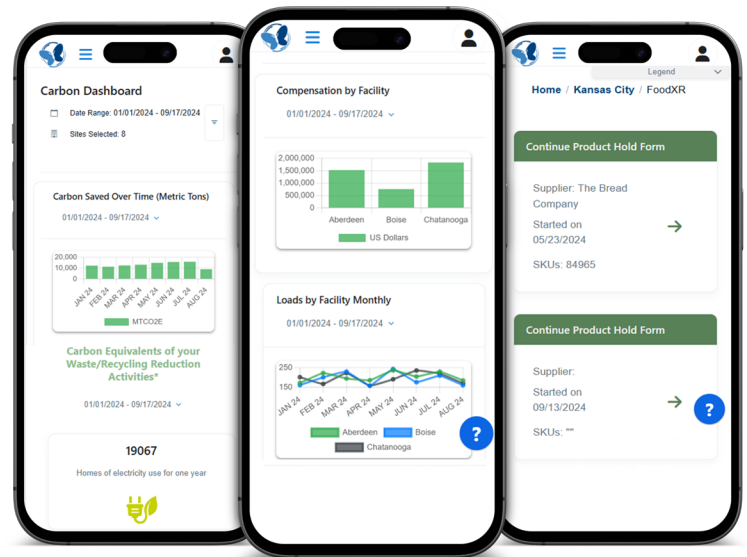 Carbon Dashboard
Date Range: 01/01/2024 - 09/17/2024
Sites Selected: 8
Carbon Saved Over Time (Metric Tons)
01/01/2024 - 09/17/2024
20,000
10,000
0
JAN 24
FEB 24
MAR 24
APR 24
MAY 24
JUN 24
JUL 24
AUG 24
MTCO2E
Carbon Equivalents of your
Waste/Recycling Reduction
Activities*
01/01/2024 - 09/17/2024
19067
Homes of electricity use for one year
Compensation by Facility
01/01/2024 - 09/17/2024
2,000,000
1,500,000
1,000,000
500,000
0
Aberdeen Boise Chatanooga
US Dollars
Loads by Facility Monthly
01/01/2024 - 09/17/2024
250
150
JAN 24
FEB 24
MAR 24
APR 24
MAY 24
JUN 24
JUL 24
AUG 24
Aberdeen Boise
Chatanooga
?
Legend
Home / Kansas City / FoodXR
Continue Product Hold Form
Supplier: The Bread
Company
Started on
05/23/2024
SKUs: 84965
Continue Product Hold Form
Supplier:
Started on
09/13/2024
SKUs: ""
?